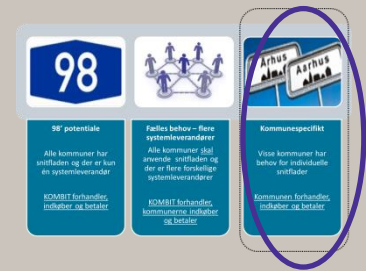 98
Århus
Aarhus
98' potentiale
Alle kommuner har
snitfladen og der er kun
én systemleverandør
KOMBIT forhandler,
indkøber og betaler
Fælles behov – flere
systemleverandører
Alle kommuner skal
anvende snitfladen og
der er flere forskellige
systemleverandører
KOMBIT forhandler,
kommunerne indkøber
og betaler
Kommunespecifikt
Visse kommuner har
behov for individuelle
snitflader
Kommunen forhandler,
indkøber og betaler